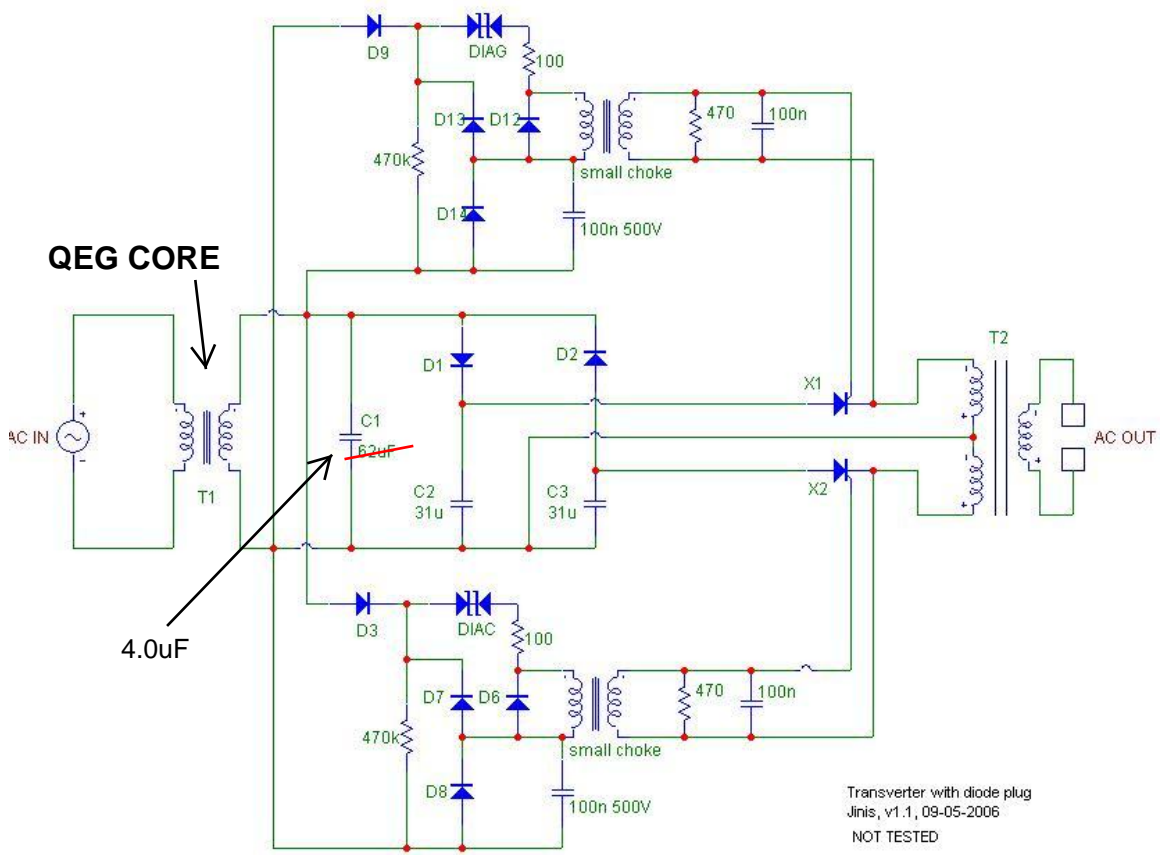 D9
DIAG
100
D13
D12
470
100n
470k
small choke
D14
100n 500V
QEG CORE
T2
D1
D2
X1
AC IN
C1
62uF
AC OUT
T1
C2
31u
C3
31u
X2
D3
DIAC
100
4.0uF
D7
D6
470
100n
470k
small choke
D8
100n 500V
Transverter with diode plug
Jinis, v1.1, 09-05-2006
NOT TESTED